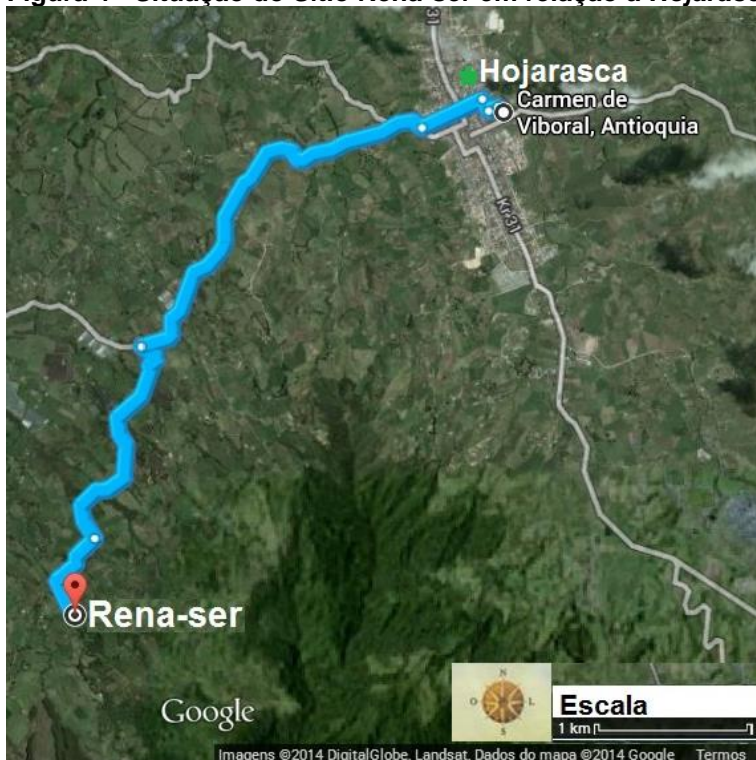 31
Hojarasca
Carmen de
Viboral, Antioquia
Kr 31
Rena-ser
Google
N
O L
S
Escala
1 km
Imagens ©2014 DigitalGlobe, Landsat, Dados do mapa ©2014 Google Termos